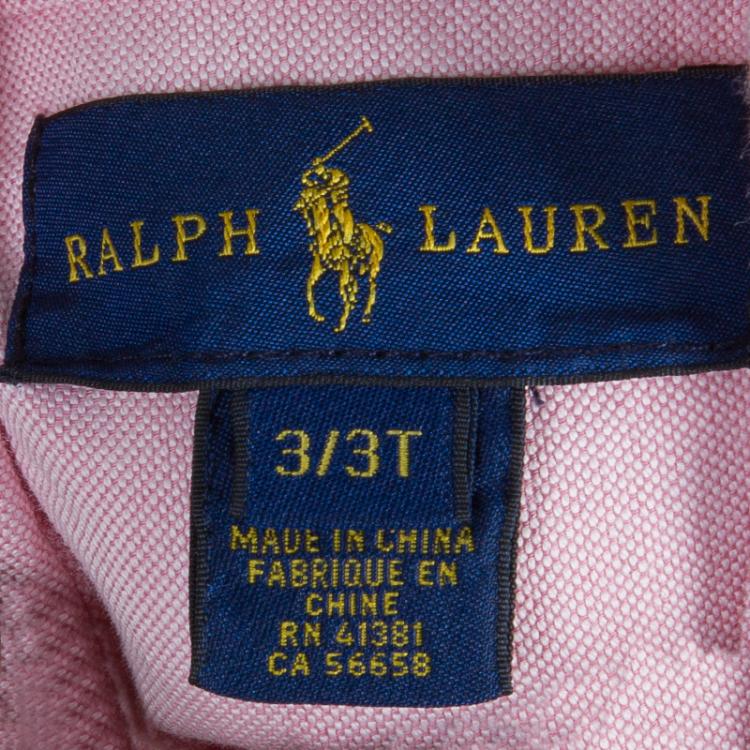 RALPH LAUREN
3/3T
MADE IN CHINA
FABRIQUE EN
CHINE
RN 41381
CA 56658